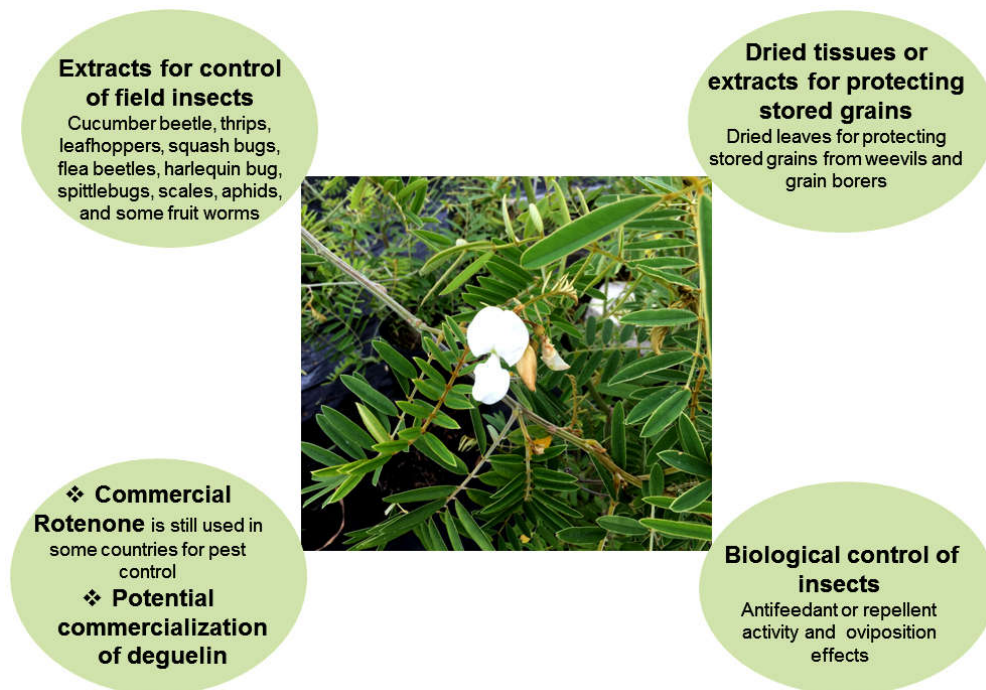 Extracts for control
of field insects
Cucumber beetle, thrips,
leafhoppers, squash bugs,
flea beetles, harlequin bug,
spittlebugs, scales, aphids,
and some fruit worms
Dried tissues or
extracts for protecting
stored grains
Dried leaves for protecting
stored grains from weevils and
grain borers
❖ Commercial
Rotenone is still used in
some countries for pest
control
❖ Potential
commercialization
of deguelin
Biological control of
insects
Antifeedant or repellent
activity and oviposition
effects